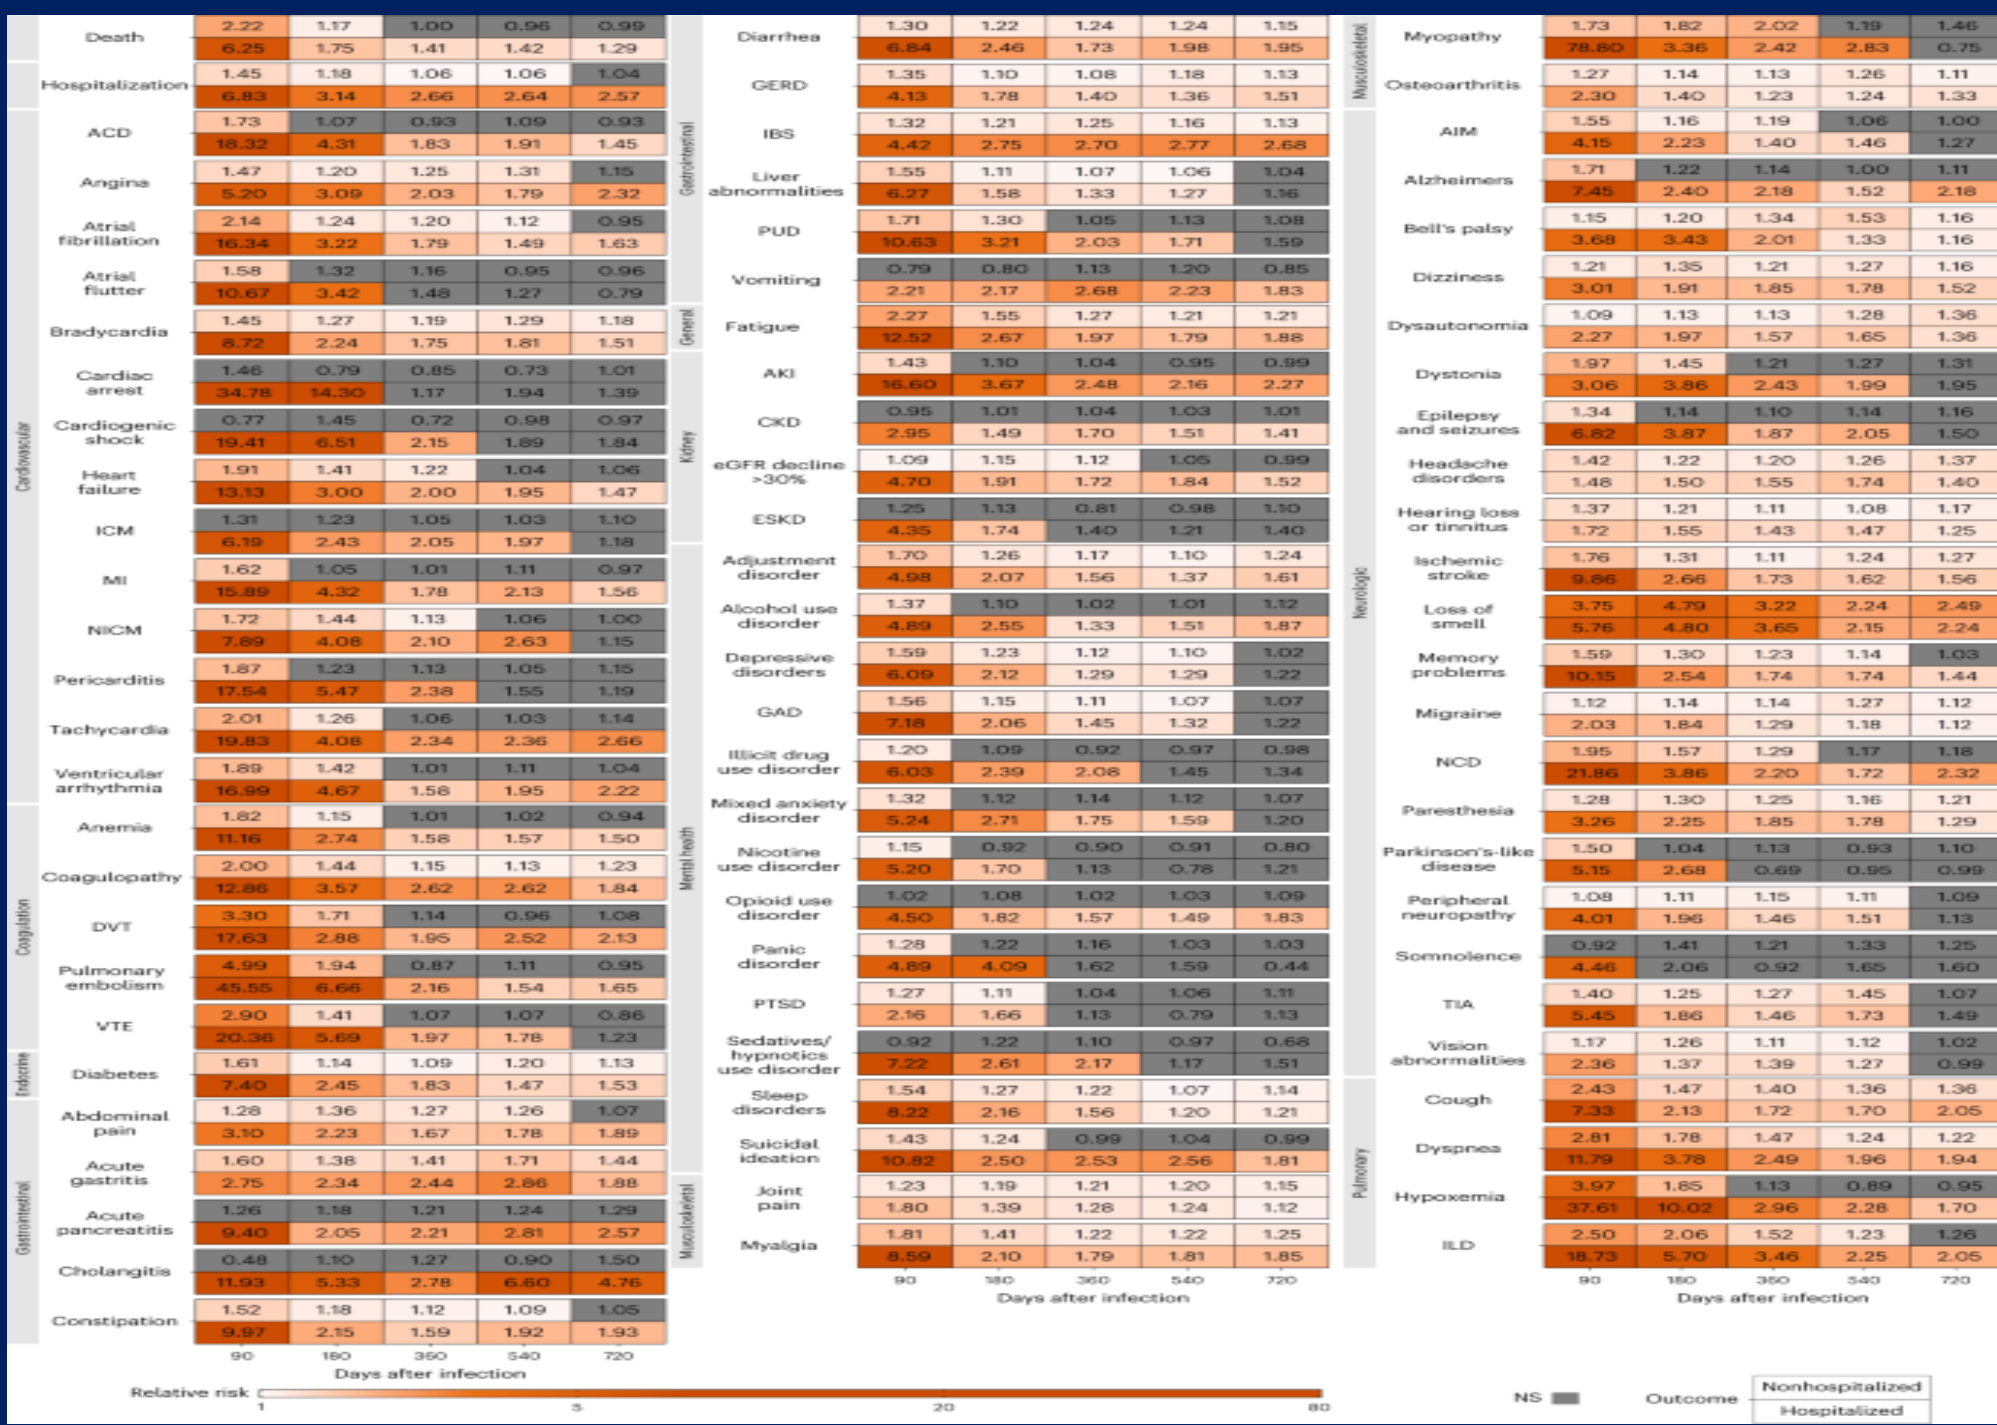 Death
2.22 1.17 1.00 0.96 0.99
6.25 1.75 1.41 1.42 1.29
Hospitalization
1.45 1.18 1.06 1.06 1.04
6.83 3.14 2.66 2.64 2.57
Cardiovascular
ACD
1.73 1.07 0.93 1.09 0.93
18.32 4.31 1.83 1.91 1.45
Angina
1.47 1.20 1.25 1.31 1.15
5.20 3.09 2.03 1.79 2.32
Atrial
fibrillation
2.14 1.24 1.20 1.12 0.95
16.34 3.22 1.79 1.49 1.63
Atrial
flutter
1.58 1.32 1.16 0.95 0.96
10.67 3.42 1.48 1.27 0.79
Bradycardia
1.45 1.27 1.19 1.29 1.18
8.72 2.24 1.75 1.81 1.51
Cardiac
arrest
1.46 0.79 0.85 0.73 1.01
34.78 14.30 1.17 1.94 1.39
Cardiogenic
shock
0.77 1.45 0.72 0.98 0.97
19.41 6.51 2.15 1.89 1.84
Heart
failure
1.91 1.41 1.22 1.04 1.06
13.13 3.00 2.00 1.95 1.47
ICM
1.31 1.23 1.05 1.03 1.10
6.19 2.43 2.05 1.97 1.18
MI
1.62 1.05 1.01 1.11 0.97
15.89 4.32 1.78 2.13 1.56
NICM
1.72 1.44 1.13 1.06 1.00
7.89 4.08 2.10 2.63 1.15
Pericarditis
1.87 1.23 1.13 1.05 1.15
17.54 5.47 2.38 1.55 1.19
Tachycardia
2.01 1.26 1.06 1.03 1.14
19.83 4.08 2.34 2.36 2.66
Ventricular
arrhythmia
1.89 1.42 1.01 1.11 1.04
16.99 4.67 1.58 1.95 2.22
Coagulation
Anemia
1.82 1.15 1.01 1.02 0.94
11.16 2.74 1.58 1.57 1.50
Coagulopathy
2.00 1.44 1.15 1.13 1.23
12.86 3.57 2.62 2.62 1.84
DVT
3.30 1.71 1.14 0.96 1.08
17.63 2.88 1.95 2.52 2.13
Pulmonary
embolism
4.99 1.94 0.87 1.11 0.95
45.55 6.66 2.16 1.54 1.65
VTE
2.90 1.41 1.07 1.07 0.86
20.36 5.69 1.97 1.78 1.23
Endocrine
Diabetes
1.61 1.14 1.09 1.20 1.13
7.40 2.45 1.83 1.47 1.53
Gastrointestinal
Abdominal
pain
1.28 1.36 1.27 1.26 1.07
3.10 2.23 1.67 1.78 1.89
Acute
gastritis
1.60 1.38 1.41 1.71 1.44
2.75 2.34 2.44 2.86 1.88
Acute
pancreatitis
1.26 1.18 1.21 1.24 1.29
9.40 2.05 2.21 2.81 2.57
Cholangitis
0.48 1.10 1.27 0.90 1.50
11.93 5.33 2.78 6.60 4.76
Constipation
1.52 1.18 1.12 1.09 1.05
9.97 2.15 1.59 1.92 1.93
90 180 360 540 720
Days after infection
Gastrointestinal
Diarrhea
1.30 1.22 1.24 1.24 1.15
6.84 2.46 1.73 1.98 1.95
GERD
1.35 1.10 1.08 1.18 1.13
4.13 1.78 1.40 1.36 1.51
IBS
1.32 1.21 1.25 1.16 1.13
4.42 2.75 2.70 2.77 2.68
Liver
abnormalities
1.55 1.11 1.07 1.06 1.04
6.27 1.58 1.33 1.27 1.16
PUD
1.71 1.30 1.05 1.13 1.08
10.63 3.21 2.03 1.71 1.59
Vomiting
0.79 0.80 1.13 1.20 0.85
2.21 2.17 2.68 2.23 1.83
General
Fatigue
2.27 1.55 1.27 1.21 1.21
12.52 2.67 1.97 1.79 1.88
Kidney
AKI
1.43 1.10 1.04 0.95 0.99
16.60 3.67 2.48 2.16 2.27
CKD
0.95 1.01 1.04 1.03 1.01
2.95 1.49 1.70 1.51 1.41
eGFR decline
>30%
1.09 1.15 1.12 1.05 0.99
4.70 1.91 1.72 1.84 1.52
ESKD
1.25 1.13 0.81 0.98 1.10
4.35 1.74 1.40 1.21 1.40
Mental health
Adjustment
disorder
1.70 1.26 1.17 1.10 1.24
4.98 2.07 1.56 1.37 1.61
Alcohol use
disorder
1.37 1.10 1.02 1.01 1.12
4.89 2.55 1.33 1.51 1.87
Depressive
disorders
1.59 1.23 1.12 1.10 1.02
6.09 2.12 1.29 1.29 1.22
GAD
1.56 1.15 1.11 1.07 1.07
7.18 2.06 1.45 1.32 1.22
Illicit drug
use disorder
1.20 1.09 0.92 0.97 0.98
6.03 2.39 2.08 1.45 1.34
Mixed anxiety
disorder
1.32 1.12 1.14 1.12 1.07
5.24 2.71 1.75 1.59 1.20
Nicotine
use disorder
1.15 0.92 0.90 0.91 0.80
5.20 1.70 1.13 0.78 1.21
Opioid use
disorder
1.02 1.08 1.02 1.03 1.09
4.50 1.82 1.57 1.49 1.83
Panic
disorder
1.28 1.22 1.16 1.03 1.03
4.89 4.09 1.62 1.59 0.44
PTSD
1.27 1.11 1.04 1.06 1.11
2.16 1.66 1.13 0.79 1.13
Sedatives/
hypnotics
use disorder
0.92 1.22 1.10 0.97 0.68
7.22 2.61 2.17 1.17 1.51
Sleep
disorders
1.54 1.27 1.22 1.07 1.14
8.22 2.16 1.56 1.20 1.21
Suicidal
ideation
1.43 1.24 0.99 1.04 0.99
10.82 2.50 2.53 2.56 1.81
Musculoskeletal
Joint
pain
1.23 1.19 1.21 1.20 1.15
1.80 1.39 1.28 1.24 1.12
Myalgia
1.81 1.41 1.22 1.22 1.25
8.59 2.10 1.79 1.81 1.85
90 180 360 540 720
Days after infection
Musculoskeletal
Myopathy
1.73 1.82 2.02 1.19 1.46
78.80 3.36 2.42 2.83 0.75
Osteoarthritis
1.27 1.14 1.13 1.26 1.11
2.30 1.40 1.23 1.24 1.33
Neurologic
AIM
1.55 1.16 1.19 1.06 1.00
4.15 2.23 1.40 1.46 1.27
Alzheimers
1.71 1.22 1.14 1.00 1.11
7.45 2.40 2.18 1.52 2.18
Bell's palsy
1.15 1.20 1.34 1.53 1.16
3.68 3.43 2.01 1.33 1.16
Dizziness
1.21 1.35 1.21 1.27 1.16
3.01 1.91 1.85 1.78 1.52
Dysautonomia
1.09 1.13 1.13 1.28 1.36
2.27 1.97 1.57 1.65 1.36
Dystonia
1.97 1.45 1.21 1.27 1.31
3.06 3.86 2.43 1.99 1.95
Epilepsy
and seizures
1.34 1.14 1.10 1.14 1.16
6.82 3.87 1.87 2.05 1.50
Headache
disorders
1.42 1.22 1.20 1.26 1.37
1.48 1.50 1.55 1.74 1.40
Hearing loss
or tinnitus
1.37 1.21 1.11 1.08 1.17
1.72 1.55 1.43 1.47 1.25
Ischemic
stroke
1.76 1.31 1.11 1.24 1.27
9.86 2.66 1.73 1.62 1.56
Loss of
smell
3.75 4.79 3.22 2.24 2.49
5.76 4.80 3.65 2.15 2.24
Memory
problems
1.59 1.30 1.23 1.14 1.03
10.15 2.54 1.74 1.74 1.44
Migraine
1.12 1.14 1.14 1.27 1.12
2.03 1.84 1.29 1.18 1.12
NCD
1.95 1.57 1.29 1.17 1.18
21.86 3.86 2.20 1.72 2.32
Paresthesia
1.28 1.30 1.25 1.16 1.21
3.26 2.25 1.85 1.78 1.29
Parkinson's-like
disease
1.50 1.04 1.13 0.93 1.10
5.15 2.68 0.69 0.95 0.99
Peripheral
neuropathy
1.08 1.11 1.15 1.11 1.09
4.01 1.96 1.46 1.51 1.13
Somnolence
0.92 1.41 1.21 1.33 1.25
4.46 2.06 0.92 1.65 1.60
TIA
1.40 1.25 1.27 1.45 1.07
5.45 1.86 1.46 1.73 1.49
Vision
abnormalities
1.17 1.26 1.11 1.12 1.02
2.36 1.37 1.39 1.27 0.99
Pulmonary
Cough
2.43 1.47 1.40 1.36 1.36
7.33 2.13 1.72 1.70 2.05
Dyspnea
2.81 1.78 1.47 1.24 1.22
11.79 3.78 2.49 1.96 1.94
Hypoxemia
3.97 1.85 1.13 0.89 0.95
37.61 10.02 2.96 2.28 1.70
ILD
2.50 2.06 1.52 1.23 1.26
18.73 5.70 3.46 2.25 2.05
90 180 360 540 720
Days after infection
Relative risk
1 5 20 80
NS
Outcome
Nonhospitalized
Hospitalized